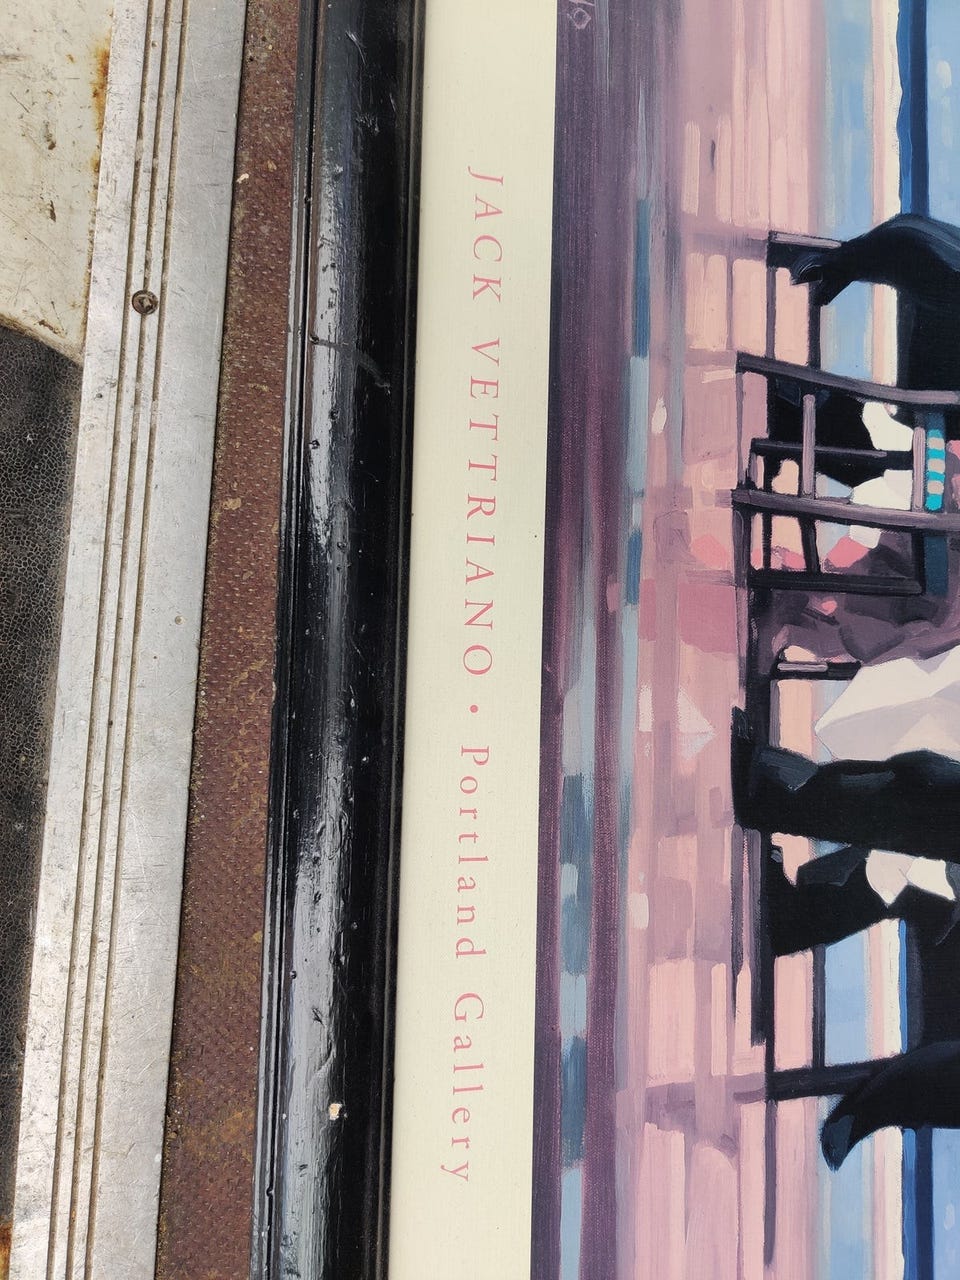 JACK VETTRIANO • Portland Gallery